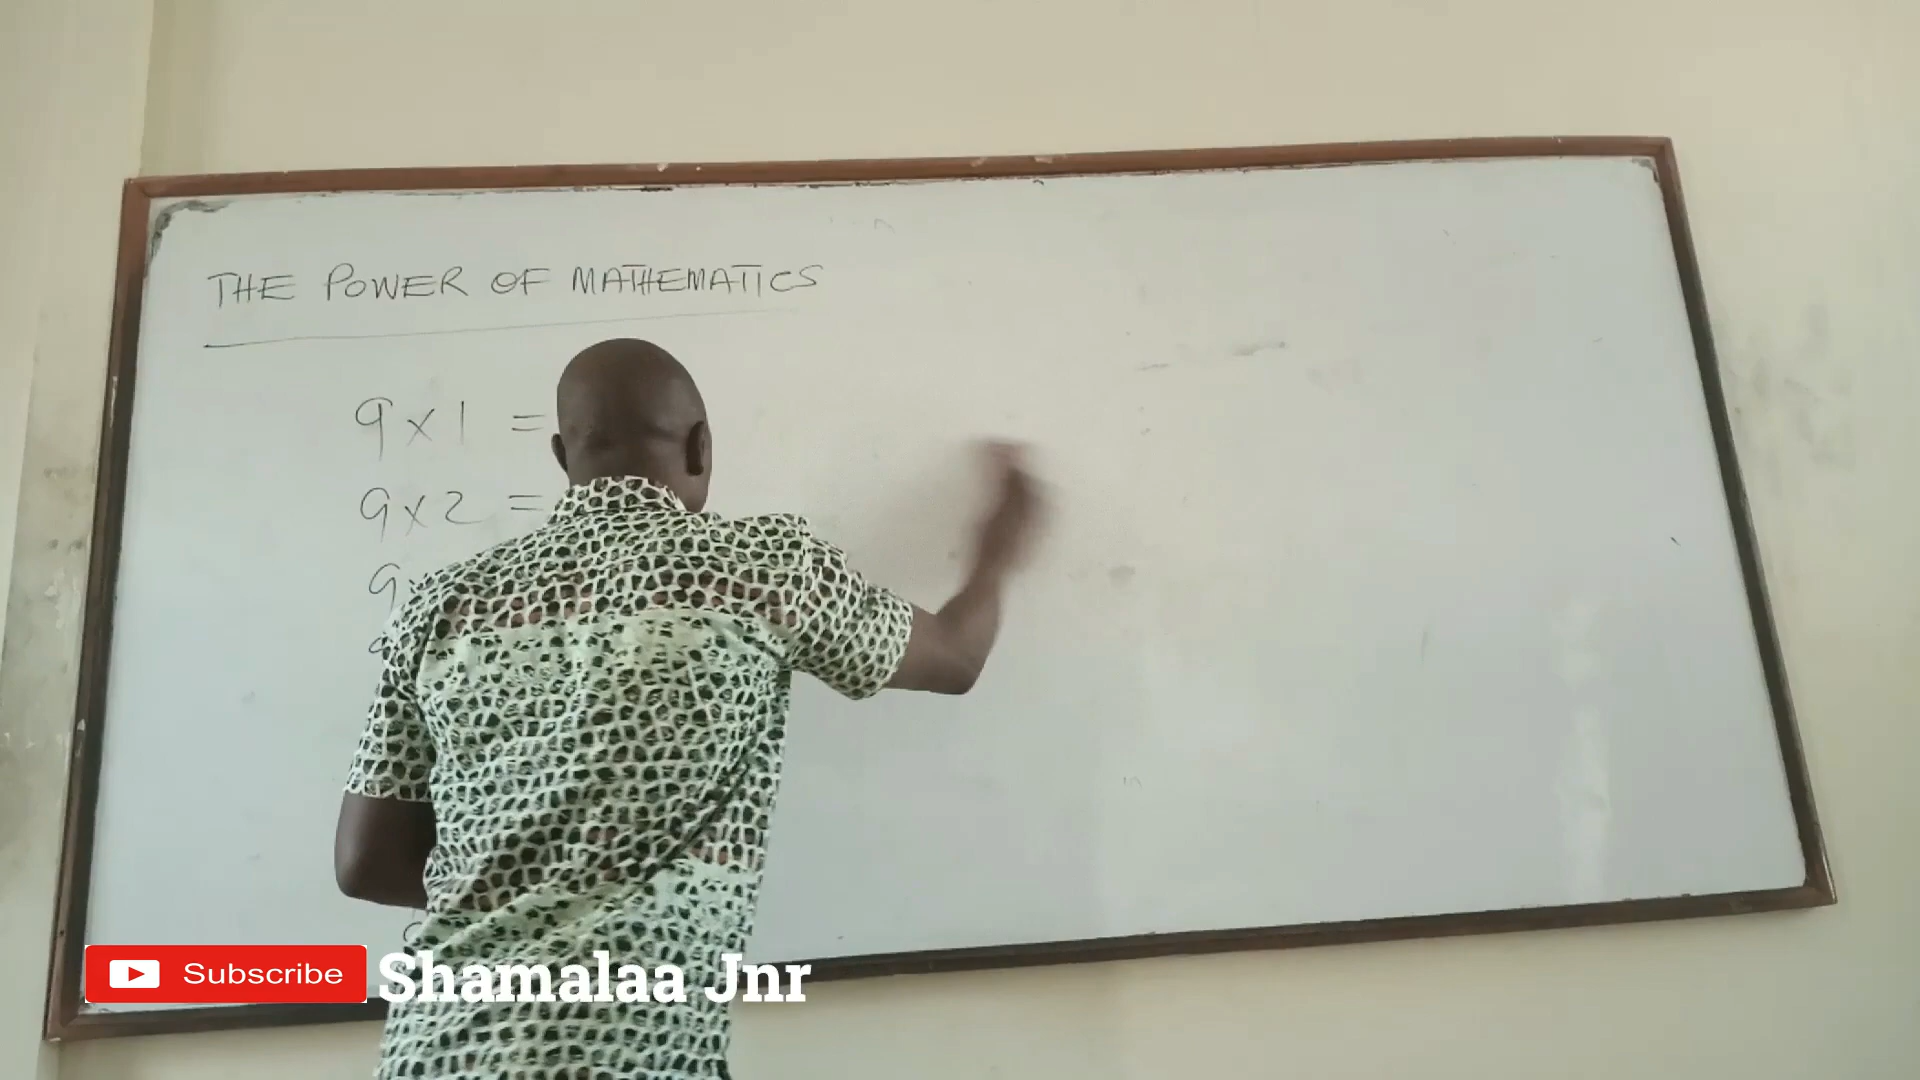 THE POWER OF MATHEMATICS
9 x 1 =
9 x 2 =
9
Subscribe
Shamalaa Jnr